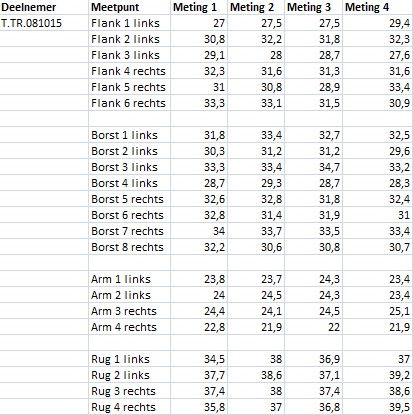 Deelnemer Meetpunt Meting 1 Meting 2 Meting 3 Meting 4
T.TR.081015 Flank 1 links 27 27,5 27,5 29,4
Flank 2 links 30,8 32,2 31,8 32,3
Flank 3 links 29,1 28 28,7 27,6
Flank 4 rechts 32,3 31,6 31,3 31,6
Flank 5 rechts 31 30,8 28,9 33,4
Flank 6 rechts 33,3 33,1 31,5 30,9
Borst 1 links 31,8 33,4 32,7 32,5
Borst 2 links 30,3 31,2 31,2 29,6
Borst 3 links 33,3 33,4 34,7 33,2
Borst 4 links 28,7 29,3 28,7 28,3
Borst 5 rechts 32,6 32,8 31,8 32,4
Borst 6 rechts 32,8 31,4 31,9 31
Borst 7 rechts 34 33,7 33,5 33,4
Borst 8 rechts 32,2 30,6 30,8 30,7
Arm 1 links 23,8 23,7 24,3 23,4
Arm 2 links 24 24,5 24,3 23,4
Arm 3 rechts 24,4 24,1 24,5 25,1
Arm 4 rechts 22,8 21,9 22 21,9
Rug 1 links 34,5 38 36,9 37
Rug 2 links 37,7 38,6 37,1 39,2
Rug 3 rechts 37,4 38 37,4 38,6
Rug 4 rechts 35,8 37 36,8 39,5